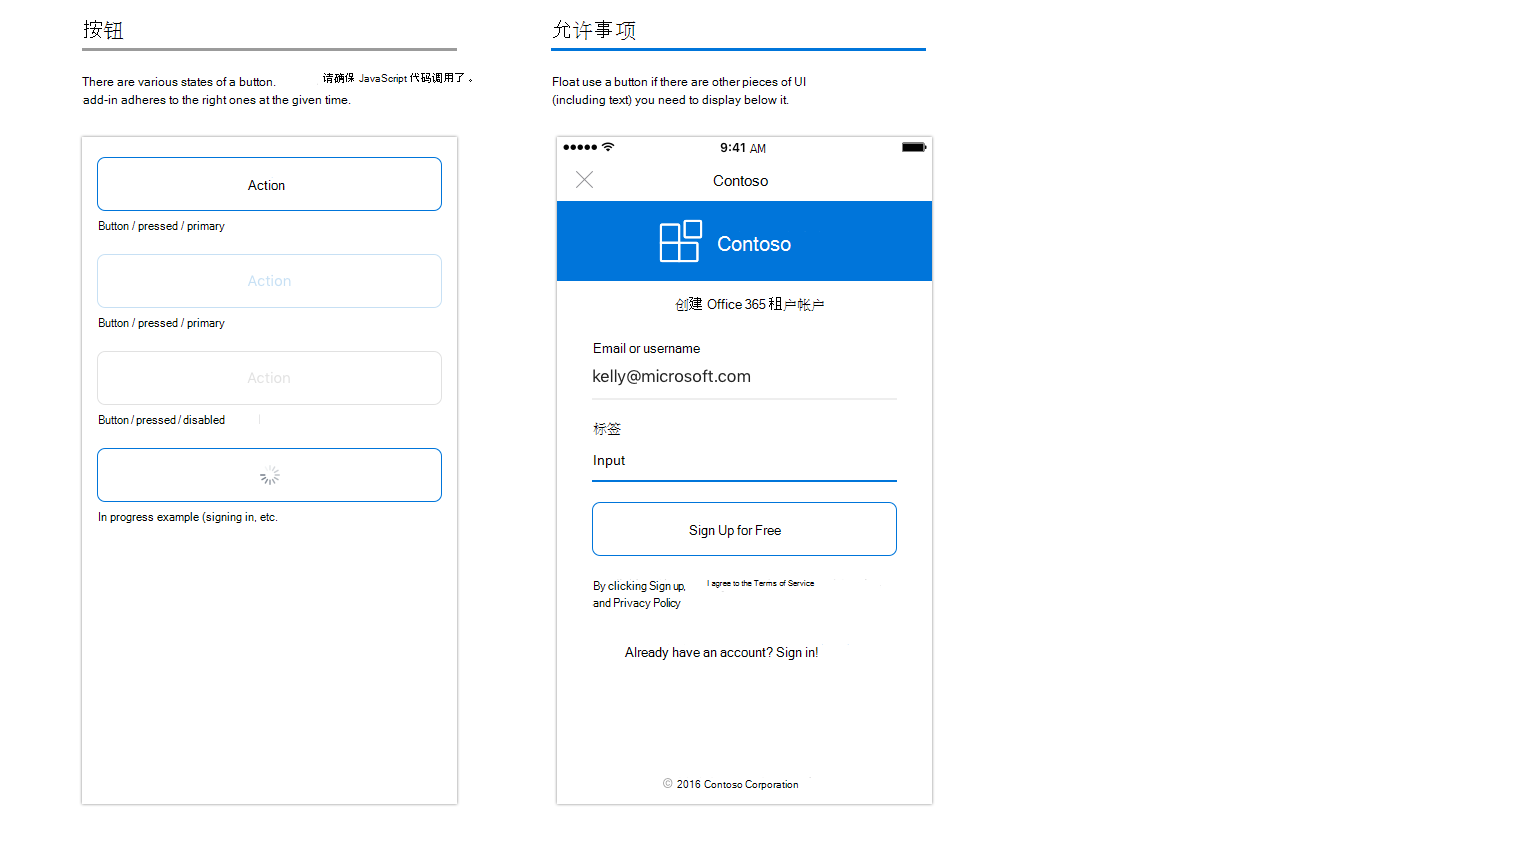 按钮
There are various states of a button. 请确保 JavaScript 代码调用了。
add-in adheres to the right ones at the given time.
Action
Button / pressed / primary
Action
Button / pressed / primary
Action
Button / pressed / disabled
In progress example (signing in, etc.
允许事项
Float use a button if there are other pieces of UI
(including text) you need to display below it.
9:41 AM
Contoso
Contoso
创建 Office 365 租户帐户
Email or username
kelly@microsoft.com
标签
Input
Sign Up for Free
By clicking Sign up, I agree to the Terms of Service
and Privacy Policy
Already have an account? Sign in!
© 2016 Contoso Corporation